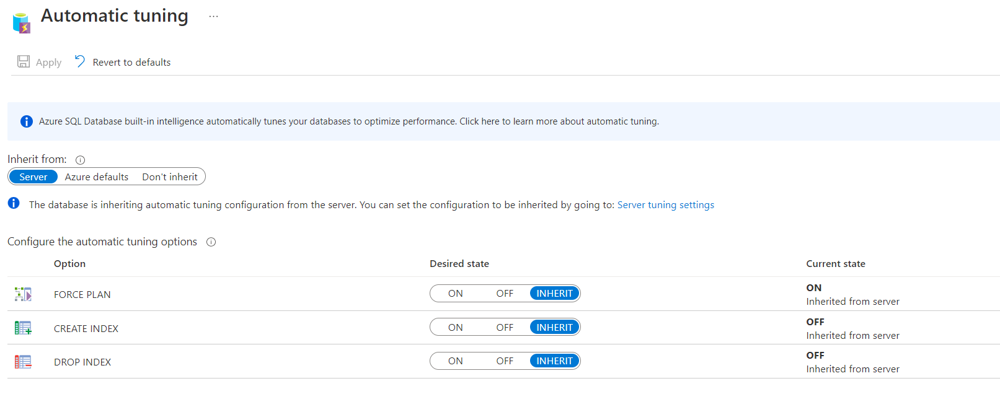 Automatic tuning ...
Apply Revert to defaults
Azure SQL Database built-in intelligence automatically tunes your databases to optimize performance. Click here to learn more about automatic tuning.
Inherit from:
Server Azure defaults Don't inherit
The database is inheriting automatic tuning configuration from the server. You can set the configuration to be inherited by going to: Server tuning settings
Configure the automatic tuning options
Option Desired state Current state
FORCE PLAN ON OFF INHERIT ON
Inherited from server
CREATE INDEX ON OFF INHERIT OFF
Inherited from server
DROP INDEX ON OFF INHERIT OFF
Inherited from server